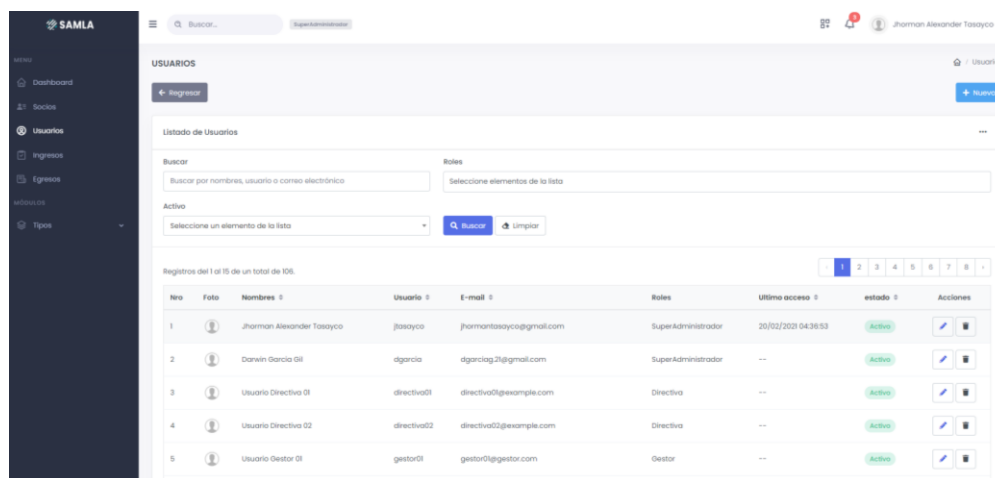 SAMLA
Buscar...
SuperAdministrador
3
Jhorman Alexander Tasayco
MENU
Dashboard
Socios
Usuarios
Ingresos
Egresos
MÓDULOS
Tipos
USUARIOS
/ Usuari
Regresar
+ Nuevo
Listado de Usuarios
...
Buscar
Roles
Buscar por nombres, usuario o correo electrónico
Seleccione elementos de la lista
Activo
Seleccione un elemento de la lista
Buscar
Limpiar
Registros del 1 al 15 de un total de 106.
‹ 1 2 3 4 5 6 7 8 ›
Nro Foto Nombres Usuario E-mail Roles Ultimo acceso estado Acciones
1 Jhorman Alexander Tasayco jtasayco jhormantasayco@gmail.com SuperAdministrador 20/02/2021 04:36:53 Activo
2 Darwin Garcia Gil dgarcia dgarciag.21@gmail.com SuperAdministrador -- Activo
3 Usuario Directiva 01 directiva01 directiva01@example.com Directiva -- Activo
4 Usuario Directiva 02 directiva02 directiva02@example.com Directiva -- Activo
5 Usuario Gestor 01 gestor01 gestor01@gestor.com Gestor -- Activo